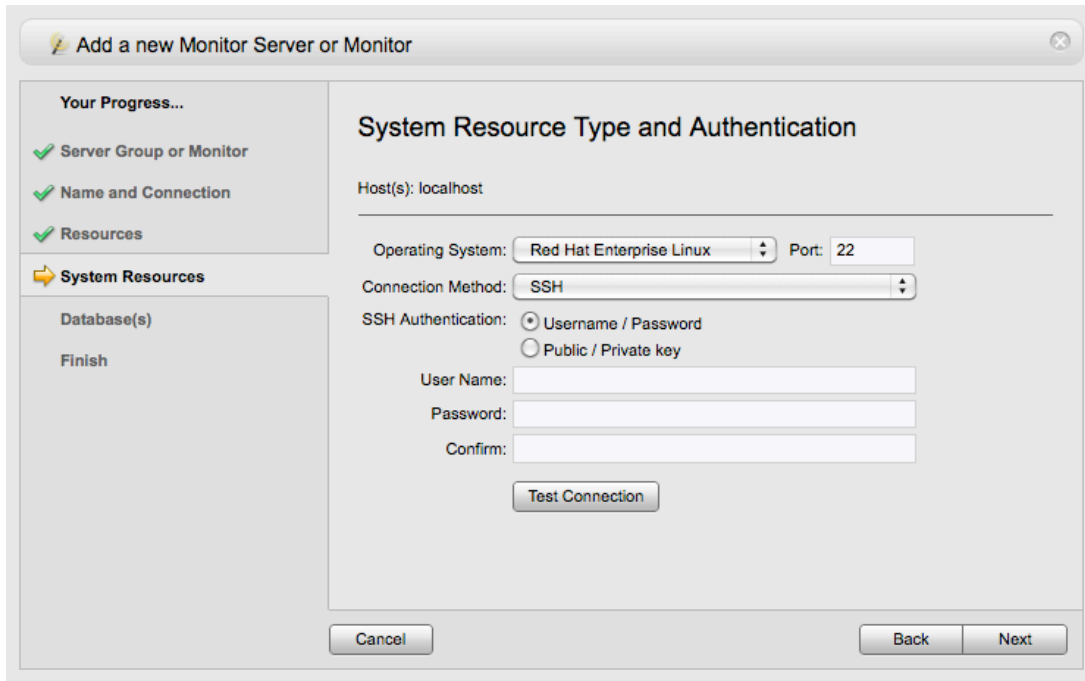 Add a new Monitor Server or Monitor
Your Progress...
Server Group or Monitor
Name and Connection
Resources
System Resources
Database(s)
Finish
System Resource Type and Authentication
Host(s): localhost
Operating System: Red Hat Enterprise Linux Port: 22
Connection Method: SSH
SSH Authentication: Username / Password
Public / Private key
User Name:
Password:
Confirm:
Test Connection
Cancel Back Next